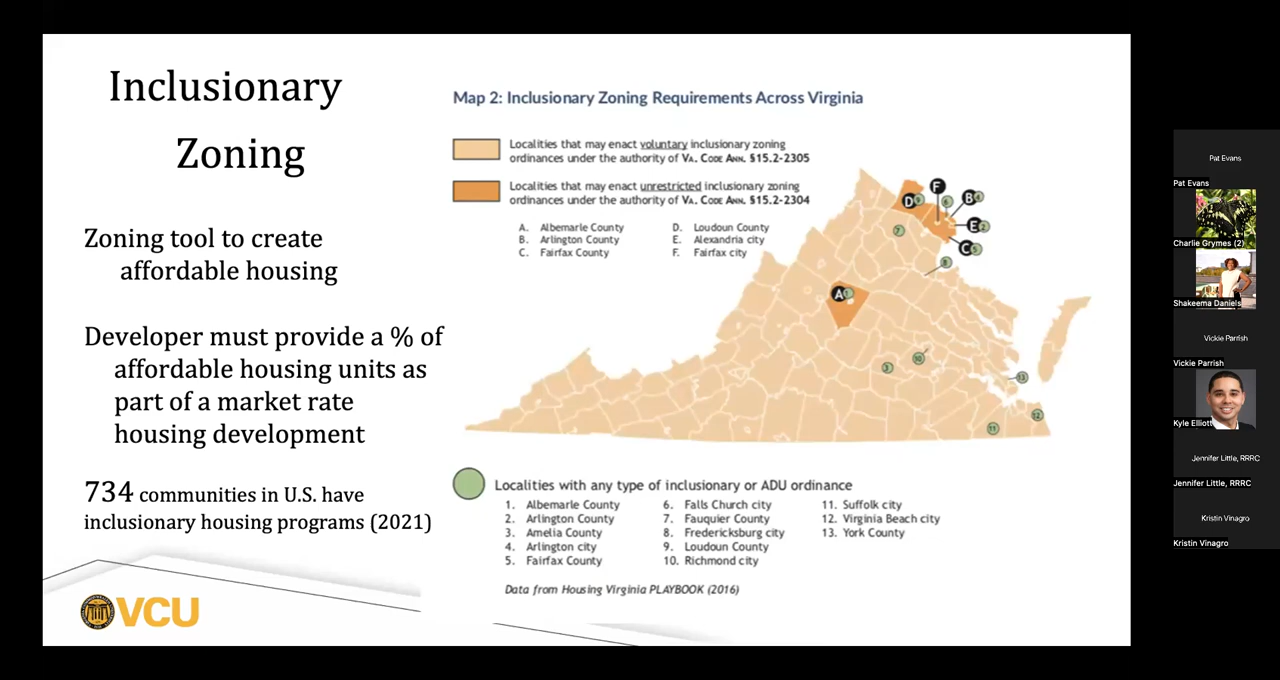 Inclusionary
Zoning
Zoning tool to create
affordable housing
Developer must provide a % of
affordable housing units as
part of a market rate
housing development
734 communities in U.S. have
inclusionary housing programs (2021)
VCU
Map 2: Inclusionary Zoning Requirements Across Virginia
Localities that may enact voluntary inclusionary zoning
ordinances under the authority of VA. CODE ANN. §15.2-2305
Localities that may enact unrestricted inclusionary zoning
ordinances under the authority of VA. CODE ANN. §15.2-2304
A. Albemarle County
B. Arlington County
C. Fairfax County
D. Loudoun County
E. Alexandria city
F. Fairfax city
F
D
B
E
C
A
7
8
10
3
13
12
11
Localities with any type of inclusionary or ADU ordinance
1. Albemarle County
2. Arlington County
3. Amelia County
4. Arlington city
5. Fairfax County
6. Falls Church city
7. Fauquier County
8. Fredericksburg city
9. Loudoun County
10. Richmond city
11. Suffolk city
12. Virginia Beach city
13. York County
Data from Housing Virginia PLAYBOOK (2016)
Pat Evans
Pat Evans
Charlie Grymes (2)
Shakeema Daniels
Vickie Parrish
Vickie Parrish
Kyle Elliott
Jennifer Little, RRRC
Jennifer Little, RRRC
Kristin Vinagro
Kristin Vinagro